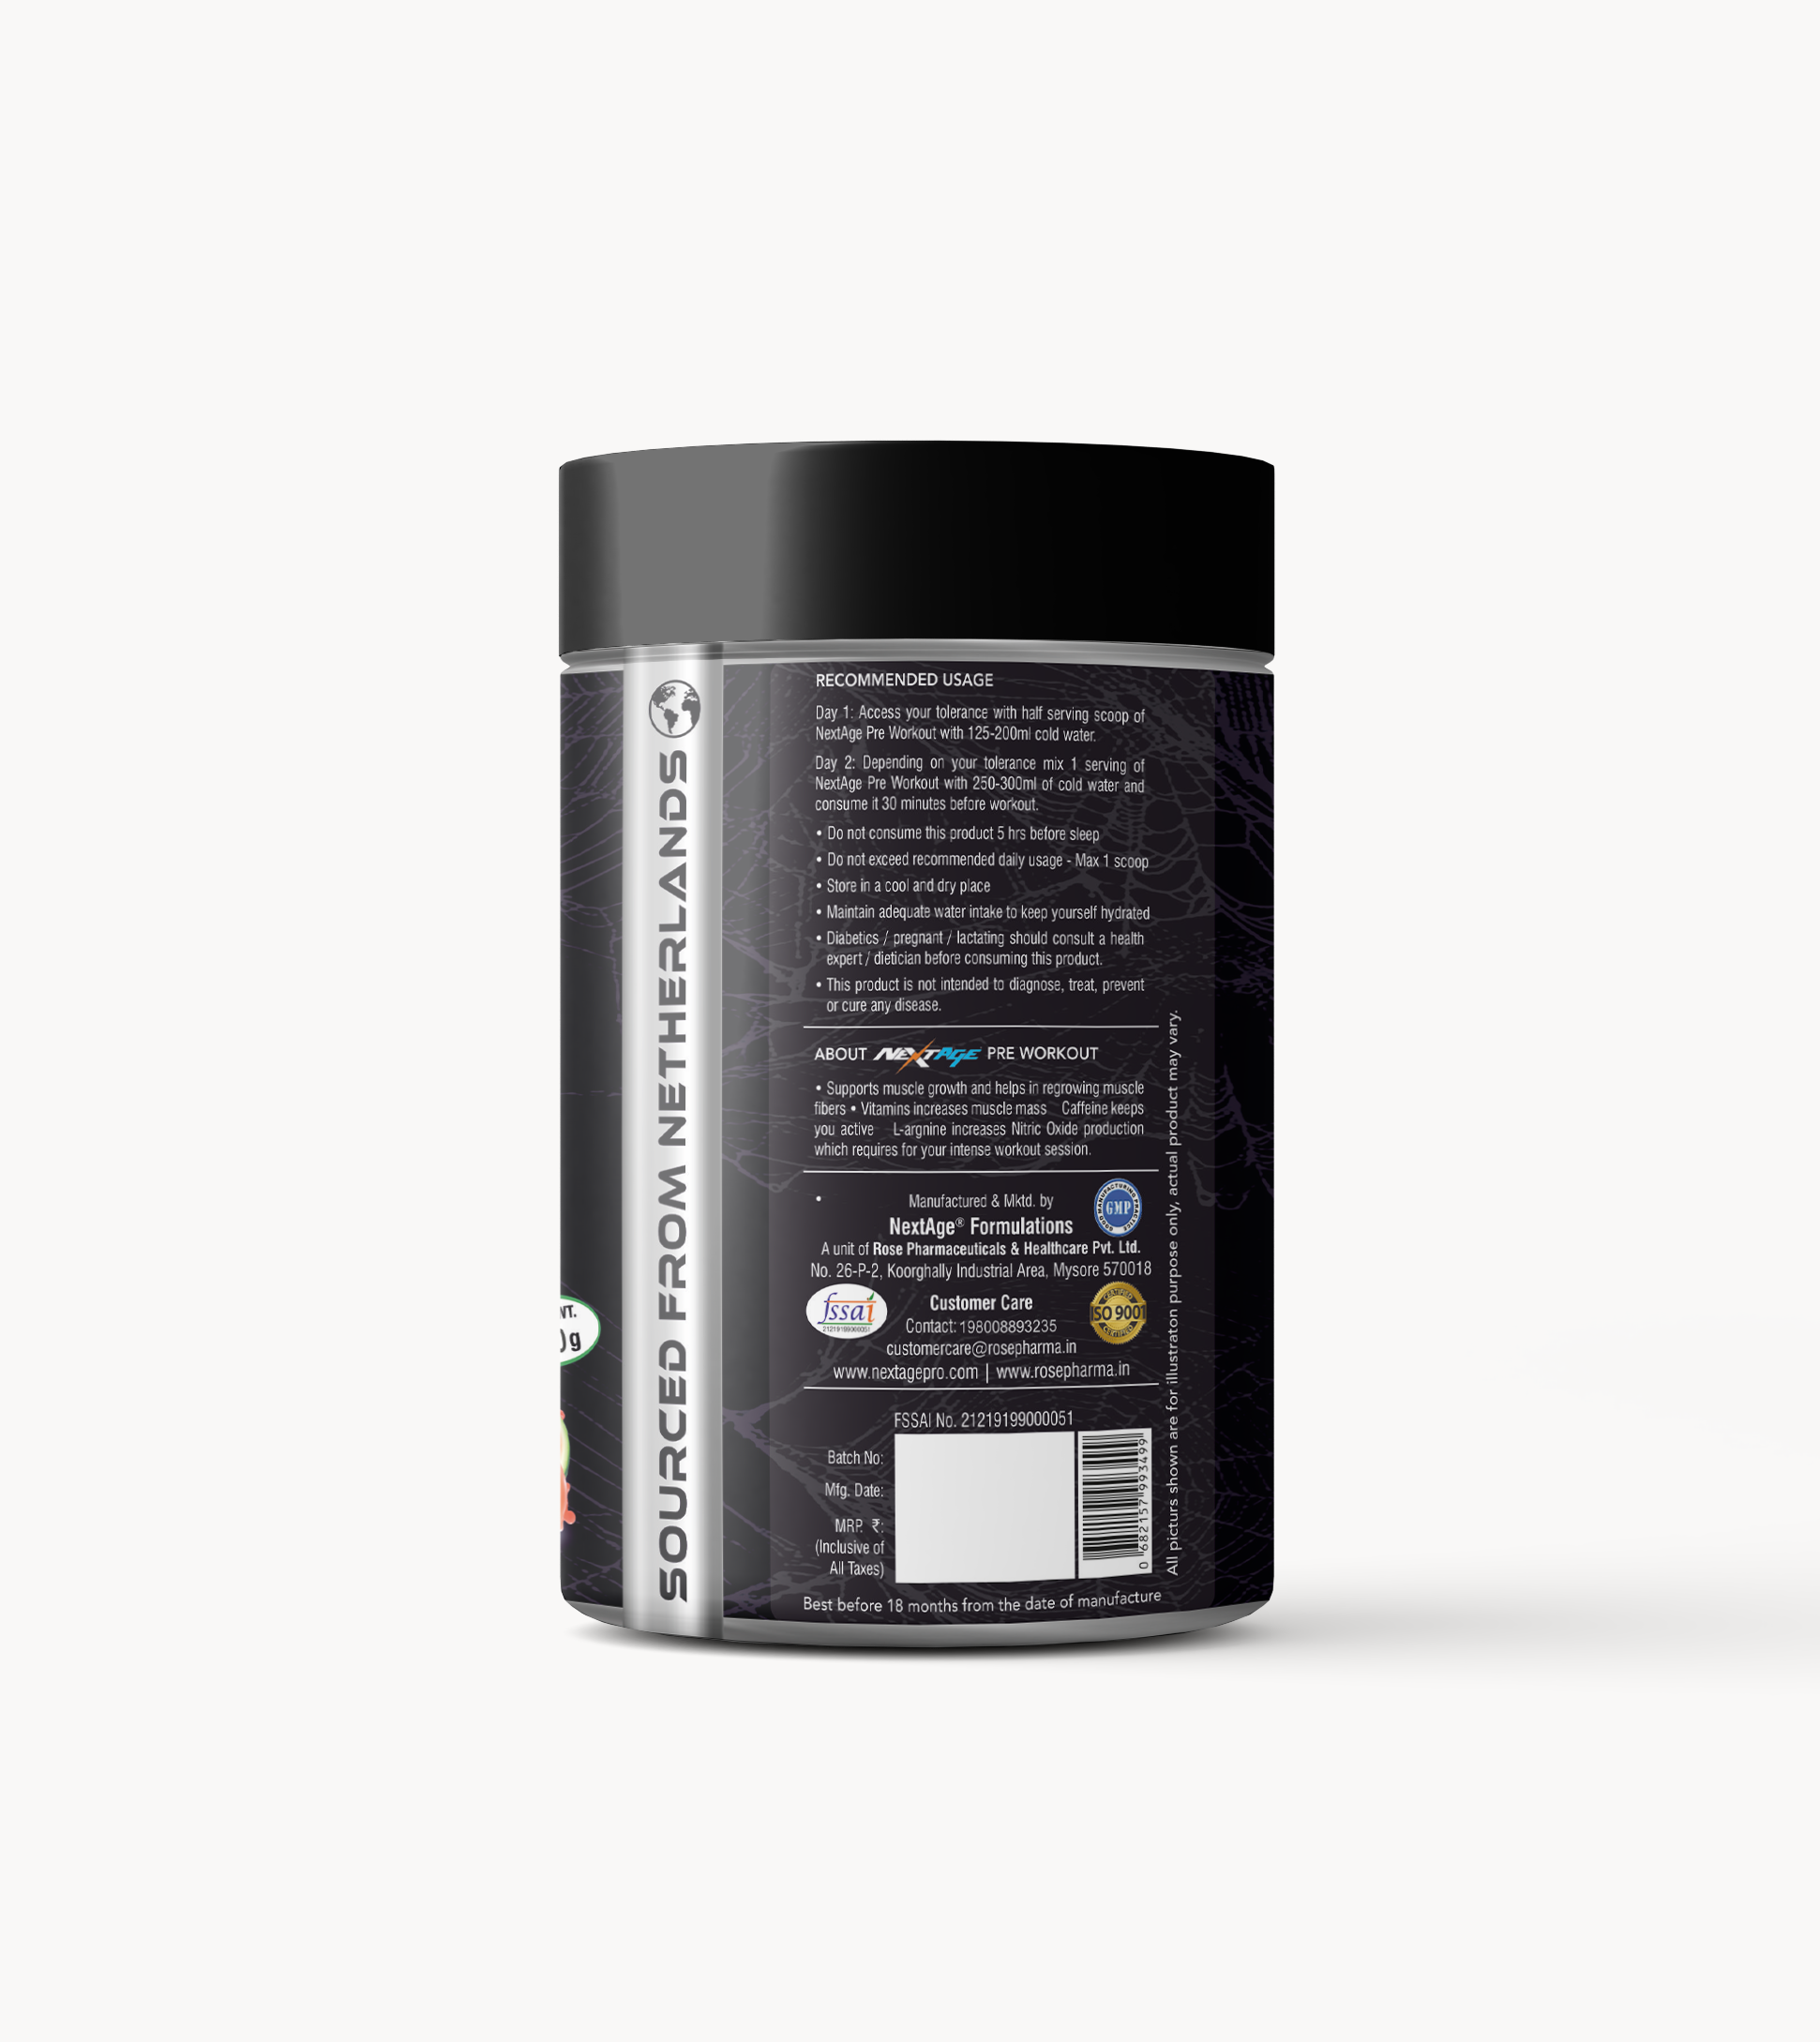 SOURCED FROM NETHERLANDS
RECOMMENDED USAGE
Day 1: Access your tolerance with half serving scoop of
NextAge Pre Workout with 125-200ml cold water.
Day 2: Depending on your tolerance mix 1 serving of
NextAge Pre Workout with 250-300ml of cold water and
consume it 30 minutes before workout.
• Do not consume this product 5 hrs before sleep
• Do not exceed recommended daily usage - Max 1 scoop
• Store in a cool and dry place
• Maintain adequate water intake to keep yourself hydrated
• Diabetics / pregnant / lactating should consult a health
expert / dietician before consuming this product.
• This product is not intended to diagnose, treat, prevent
or cure any disease.
ABOUT NEXTAGE PRE WORKOUT
• Supports muscle growth and helps in regrowing muscle
fibers • Vitamins increases muscle mass Caffeine keeps
you active L-argnine increases Nitric Oxide production
which requires for your intense workout session.
• Manufactured & Mktd. by
NextAge® Formulations
A unit of Rose Pharmaceuticals & Healthcare Pvt. Ltd.
No. 26-P-2, Koorghally Industrial Area, Mysore 570018
GOOD MANUFACTURING PRACTICE
GMP
fssai
21219199000051
Customer Care
Contact: 198008893235
customercare@rosepharma.in
www.nextagepro.com | www.rosepharma.in
CERTIFIED
ISO 9001
CERTIFIED
FSSAI No. 21219199000051
Batch No:
Mfg. Date:
MRP. ₹:
(Inclusive of
All Taxes)
0 682157 993499
Best before 18 months from the date of manufacture
All picturs shown are for illustraton purpose only, actual product may vary.
WT.
0g